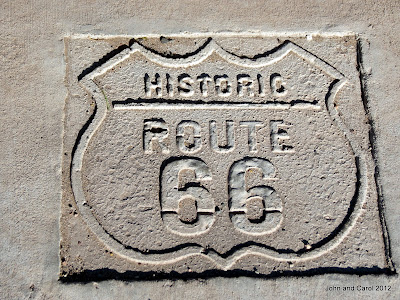 HISTORIC
ROUTE
66
John and Carol 2012